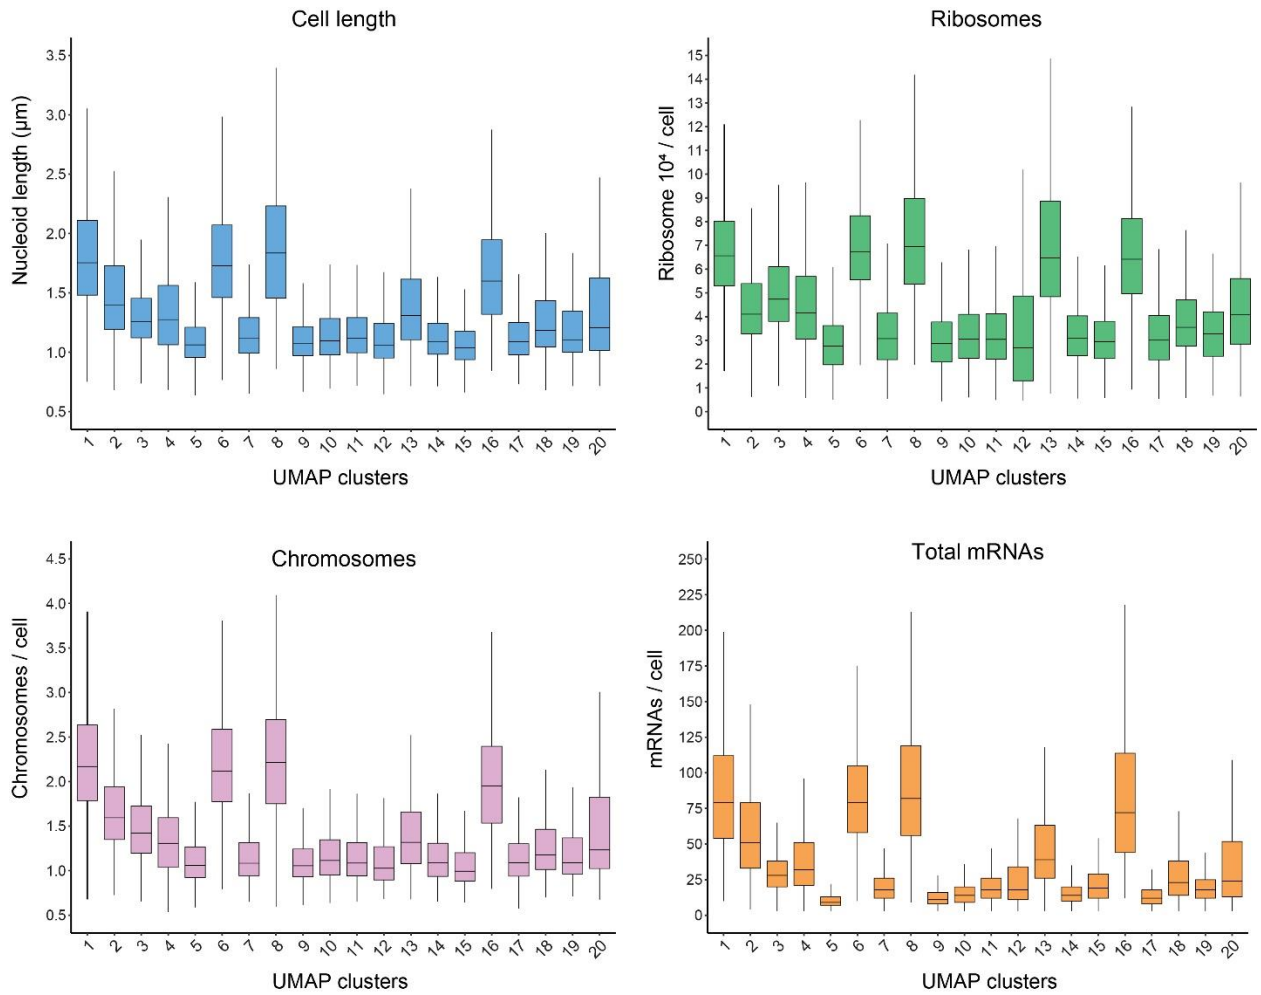 Cell length
Nucleoid length (μm)
3.5
3.0
2.5
2.0
1.5
1.0
0.5
1 2 3 4 5 6 7 8 9 10 11 12 13 14 15 16 17 18 19 20
UMAP clusters
Ribosomes
Ribosome 10⁴ / cell
15
14
13
12
11
10
9
8
7
6
5
4
3
2
1
0
1 2 3 4 5 6 7 8 9 10 11 12 13 14 15 16 17 18 19 20
UMAP clusters
Chromosomes
Chromosomes / cell
4.5
4.0
3.5
3.0
2.5
2.0
1.5
1.0
0.5
1 2 3 4 5 6 7 8 9 10 11 12 13 14 15 16 17 18 19 20
UMAP clusters
Total mRNAs
mRNAs / cell
250
225
200
175
150
125
100
75
50
25
0
1 2 3 4 5 6 7 8 9 10 11 12 13 14 15 16 17 18 19 20
UMAP clusters